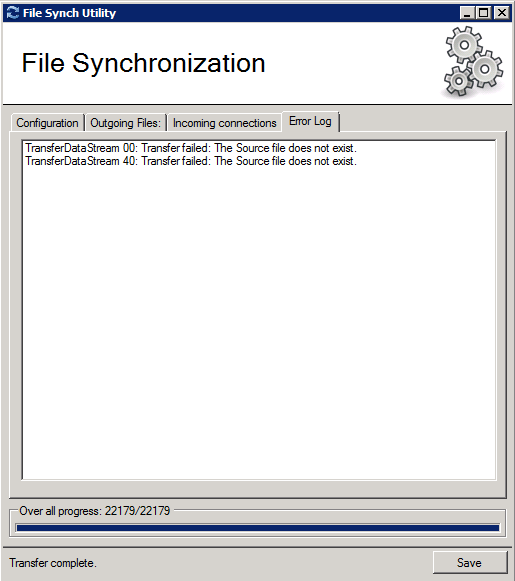 File Synch Utility
File Synchronization
Configuration
Outgoing Files:
Incoming connections
Error Log
TransferDataStream 00: Transfer failed: The Source file does not exist.
TransferDataStream 40: Transfer failed: The Source file does not exist.
Over all progress: 22179/22179
Transfer complete.
Save